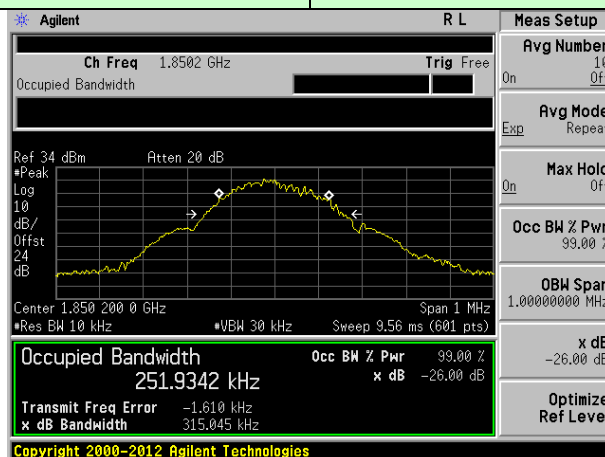 Agilent R L Meas Setup
Ch Freq 1.8502 GHz Trig Free
Occupied Bandwidth
Avg Number
10
On Off
Avg Mode
Exp Repeat
Ref 34 dBm Atten 20 dB
#Peak
Log
10
dB/
Offst
24
dB
Max Hold
On Off
Occ BW % Pwr
99.00 %
Center 1.850 200 0 GHz Span 1 MHz
#Res BW 10 kHz #VBW 30 kHz Sweep 9.56 ms (601 pts)
OBW Span
1.00000000 MHz
Occupied Bandwidth Occ BW % Pwr 99.00 %
251.9342 kHz x dB -26.00 dB
Transmit Freq Error -1.610 kHz
x dB Bandwidth 315.045 kHz
x dB
-26.00 dB
Optimize
Ref Level
Copyright 2000-2012 Agilent Technologies